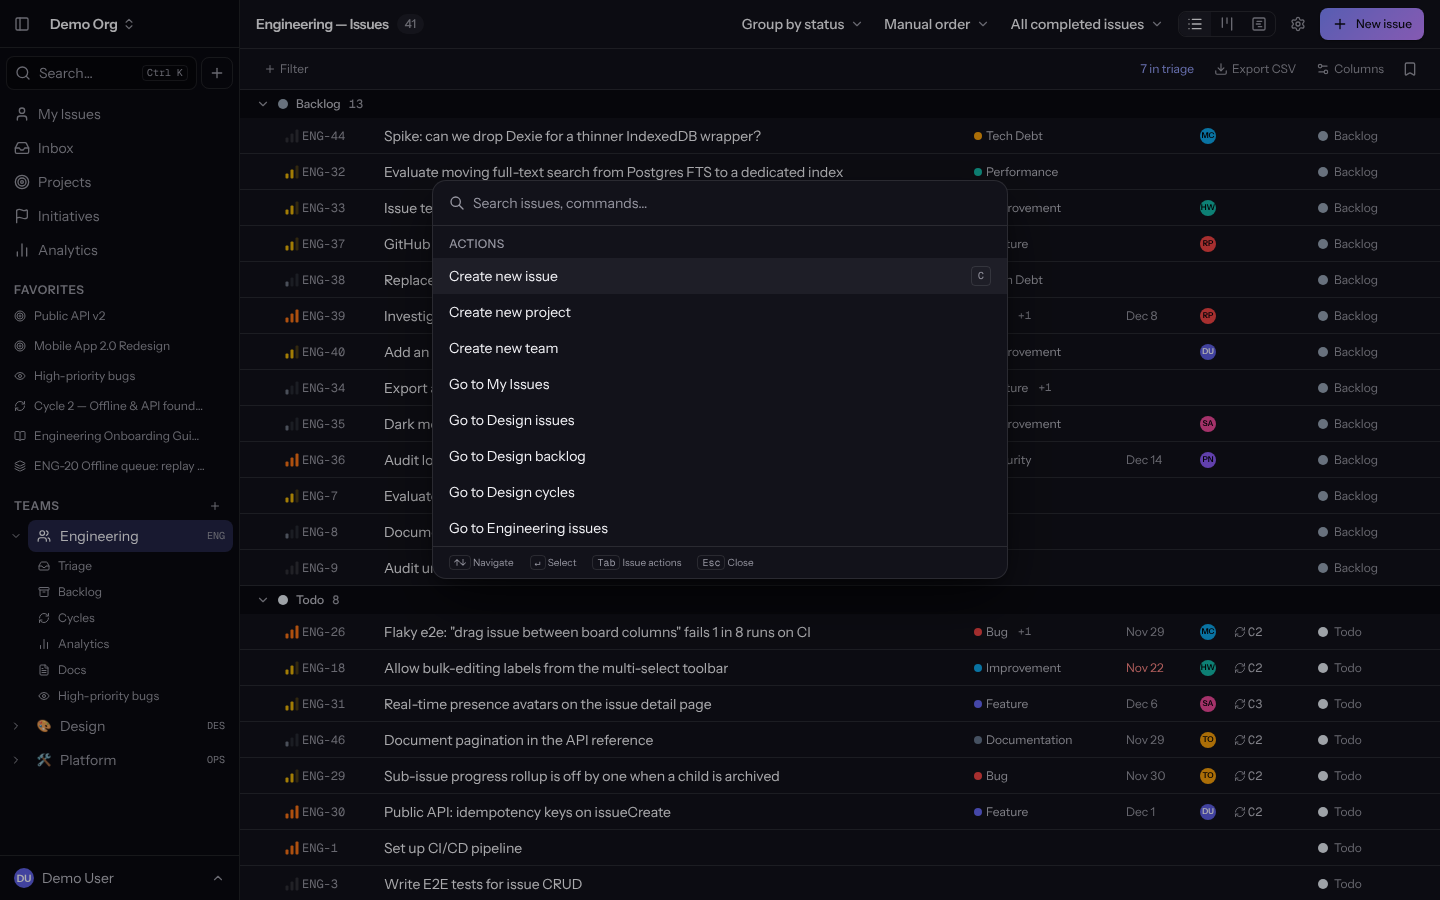 Demo Org
Engineering — Issues 41
Group by status
Manual order
All completed issues
New issue
Search... Ctrl K
Filter
7 in triage
Export CSV
Columns
My Issues
Inbox
Projects
Initiatives
Analytics
FAVORITES
Public API v2
Mobile App 2.0 Redesign
High-priority bugs
Cycle 2 — Offline & API found...
Engineering Onboarding Gui...
ENG-20 Offline queue: replay ...
TEAMS
Engineering ENG
Triage
Backlog
Cycles
Analytics
Docs
High-priority bugs
Design DES
Platform OPS
DU Demo User
Backlog 13
ENG-44 Spike: can we drop Dexie for a thinner IndexedDB wrapper? Tech Debt MC Backlog
ENG-32 Evaluate moving full-text search from Postgres FTS to a dedicated index Performance Backlog
ENG-33 Issue te rovement HW Backlog
ENG-37 GitHub ture RP Backlog
ENG-38 Replace Debt Backlog
ENG-39 Investig +1 Dec 8 RP Backlog
ENG-40 Add an rovement DU Backlog
ENG-34 Export ture +1 Backlog
ENG-35 Dark m rovement SA Backlog
ENG-36 Audit lo urity Dec 14 PN Backlog
ENG-7 Evaluat Backlog
ENG-8 Docum Backlog
ENG-9 Audit u Backlog
Search issues, commands...
ACTIONS
Create new issue C
Create new project
Create new team
Go to My Issues
Go to Design issues
Go to Design backlog
Go to Design cycles
Go to Engineering issues
↑↓ Navigate ↵ Select Tab Issue actions Esc Close
Todo 8
ENG-26 Flaky e2e: "drag issue between board columns" fails 1 in 8 runs on CI Bug +1 Nov 29 MC C2 Todo
ENG-18 Allow bulk-editing labels from the multi-select toolbar Improvement Nov 22 HW C2 Todo
ENG-31 Real-time presence avatars on the issue detail page Feature Dec 6 SA C3 Todo
ENG-46 Document pagination in the API reference Documentation Nov 29 TO C2 Todo
ENG-29 Sub-issue progress rollup is off by one when a child is archived Bug Nov 30 TO C2 Todo
ENG-30 Public API: idempotency keys on issueCreate Feature Dec 1 DU C2 Todo
ENG-1 Set up CI/CD pipeline Todo
ENG-3 Write E2E tests for issue CRUD Todo